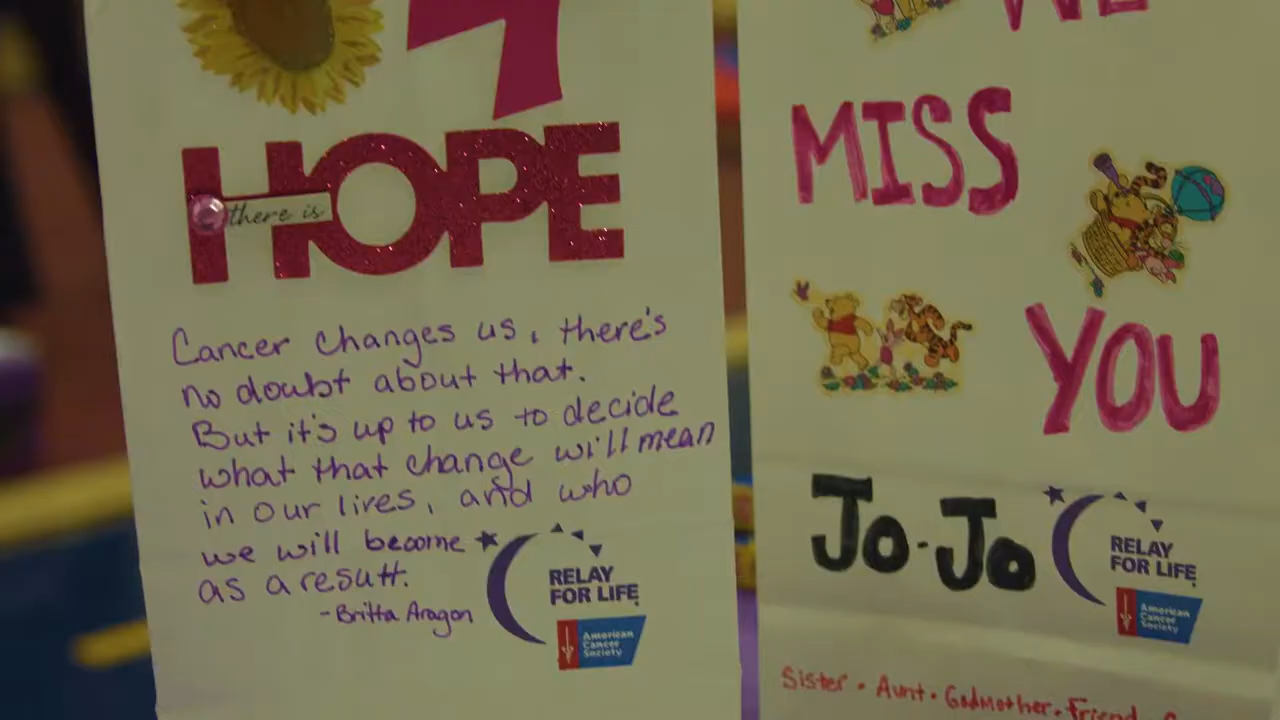 HOPE
there is
Cancer changes us, there's
no doubt about that.
But it's up to us to decide
what that change will mean
in our lives, and who
we will become
as a result.
-Britta Aragon
RELAY
FOR LIFE
American
Cancer
Society
WE
MISS
YOU
Jo-Jo
RELAY
FOR LIFE
American
Cancer
Society
Sister · Aunt · Godmother · Friend